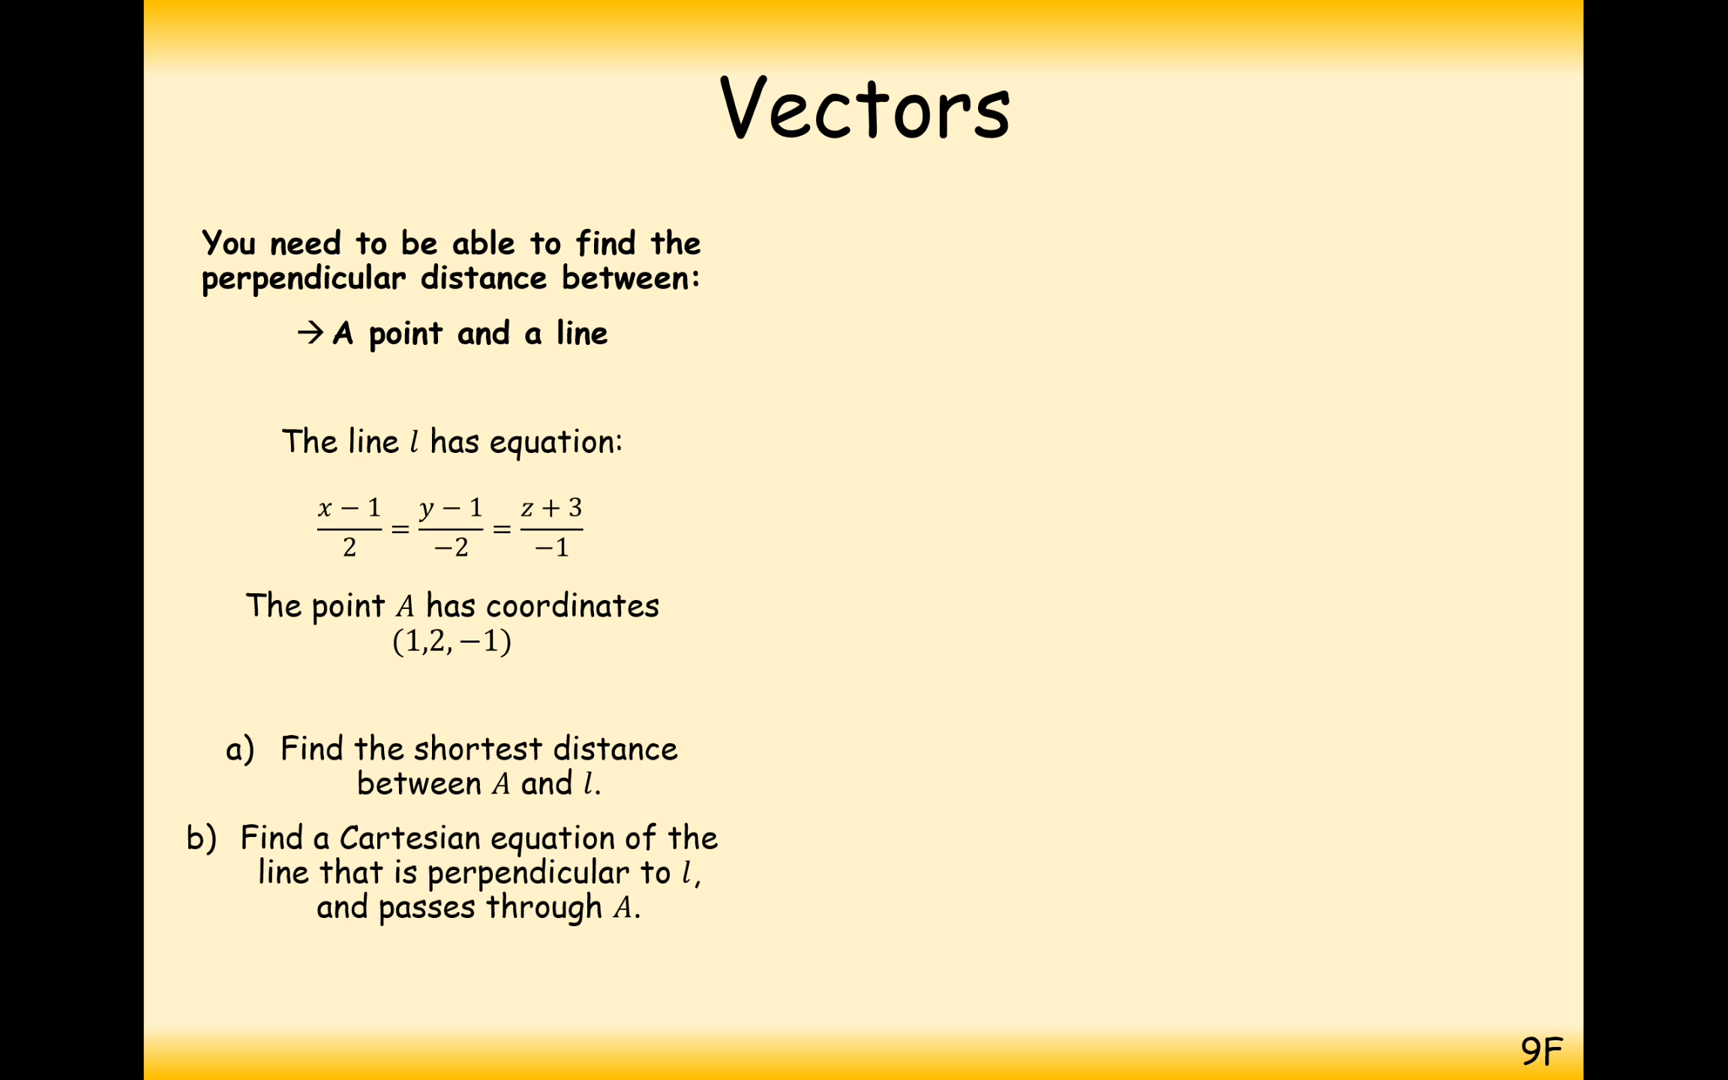 Vectors
You need to be able to find the
perpendicular distance between:
→ A point and a line
The line l has equation:
x − 1 / 2 = y − 1 / −2 = z + 3 / −1
The point A has coordinates
(1,2, −1)
a) Find the shortest distance
between A and l.
b) Find a Cartesian equation of the
line that is perpendicular to l,
and passes through A.
9F